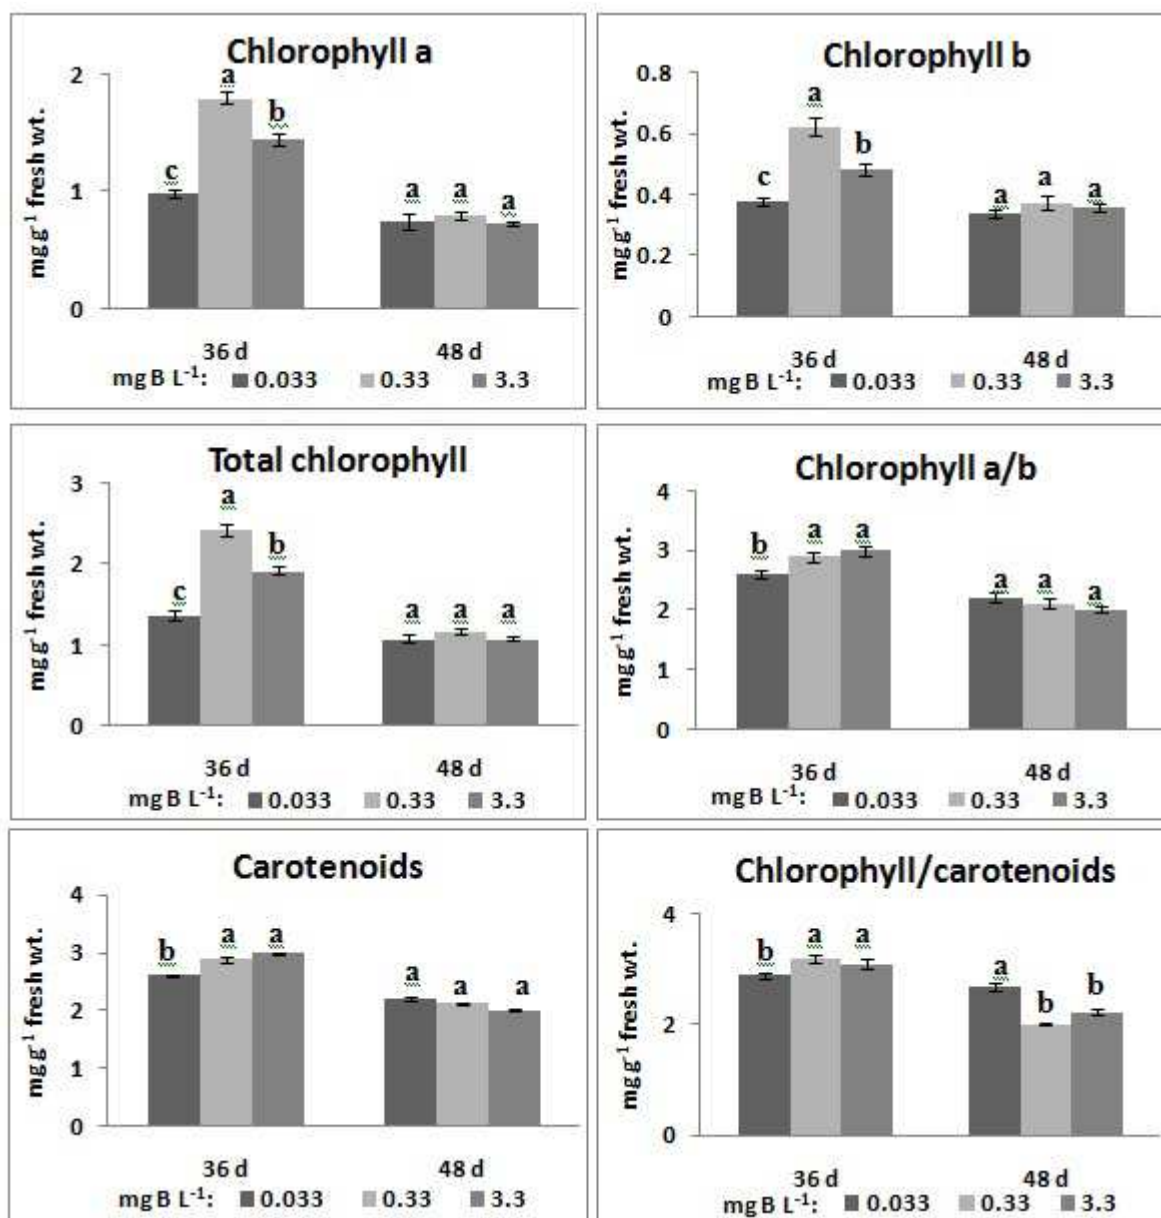 Chlorophyll a
2
1
0
mg g⁻¹ fresh wt.
c
a
b
a
a
a
36 d
48 d
mg B L⁻¹: 0.033 0.33 3.3
Chlorophyll b
0.8
0.6
0.4
0.2
0
mg g⁻¹ fresh wt.
c
a
b
a
a
a
36 d
48 d
mg B L⁻¹: 0.033 0.33 3.3
Total chlorophyll
3
2
1
0
mg g⁻¹ fresh wt.
c
a
b
a
a
a
36 d
48 d
mg B L⁻¹: 0.033 0.33 3.3
Chlorophyll a/b
4
3
2
1
0
mg g⁻¹ fresh wt.
b
a
a
a
a
a
36 d
48 d
mg B L⁻¹: 0.033 0.33 3.3
Carotenoids
4
3
2
1
0
mg g⁻¹ fresh wt.
b
a
a
a
a
a
36 d
48 d
mg B L⁻¹: 0.033 0.33 3.3
Chlorophyll/carotenoids
4
2
0
mg g⁻¹ fresh wt.
b
a
a
a
b
b
36 d
48 d
mg B L⁻¹: 0.033 0.33 3.3